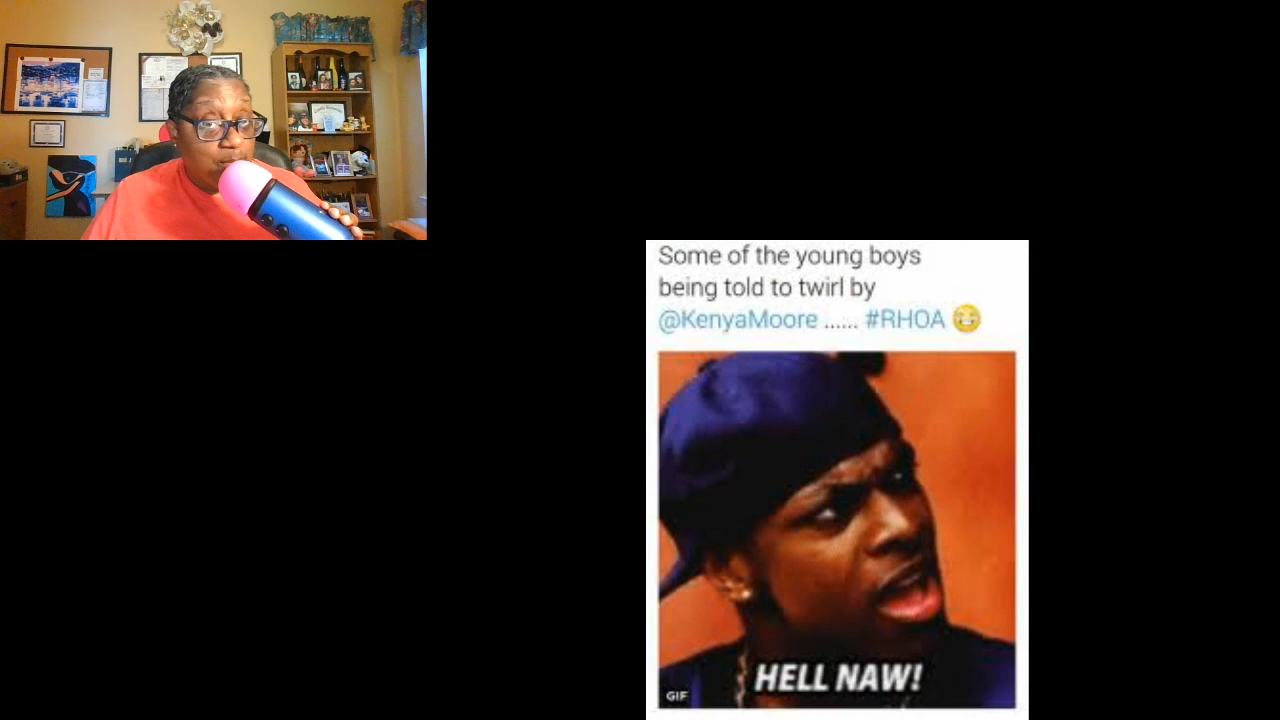 Some of the young boys
being told to twirl by
@KenyaMoore ...... #RHOA
HELL NAW!
GIF